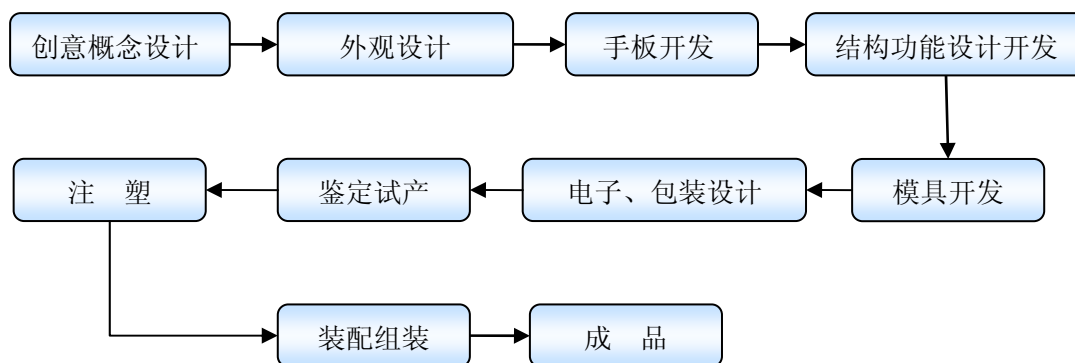 创意概念设计
外观设计
手板开发
结构功能设计开发
模具开发
电子、包装设计
鉴定试产
注　塑
装配组装
成　品